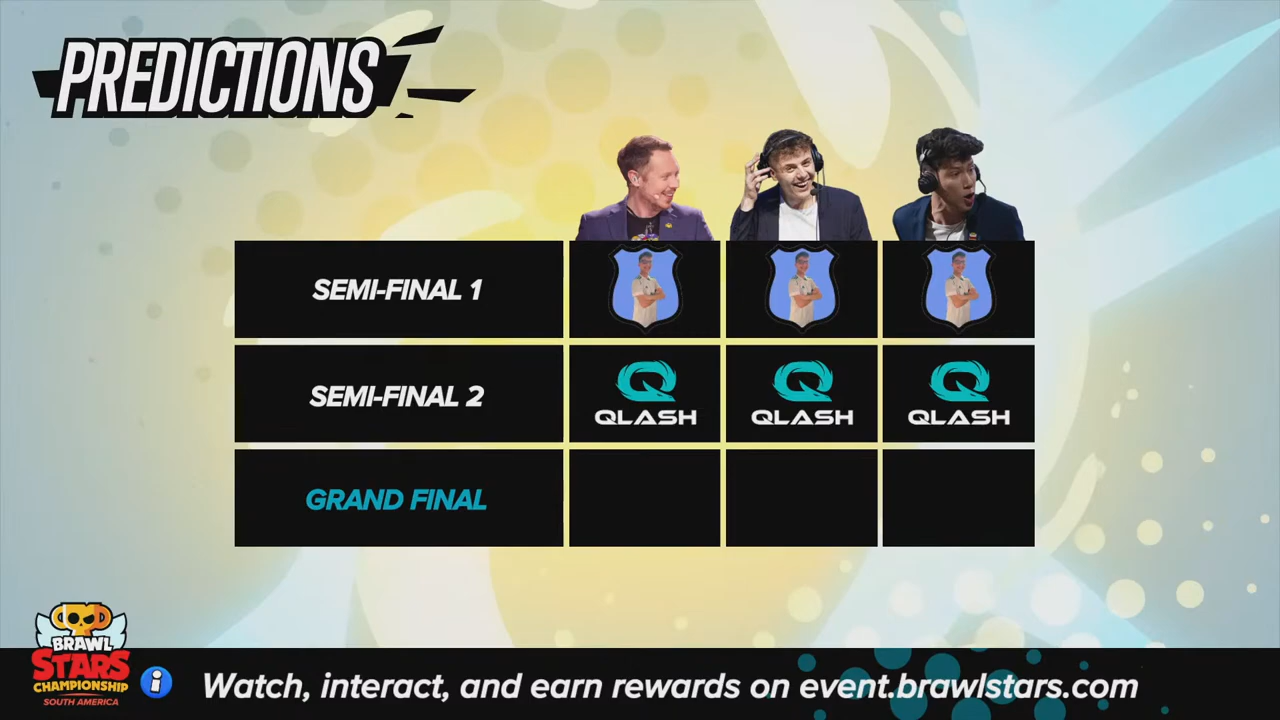 PREDICTIONS
SEMI-FINAL 1
SEMI-FINAL 2
QLASH QLASH QLASH
GRAND FINAL
BRAWL
STARS
CHAMPIONSHIP
SOUTH AMERICA
i
Watch, interact, and earn rewards on event.brawlstars.com